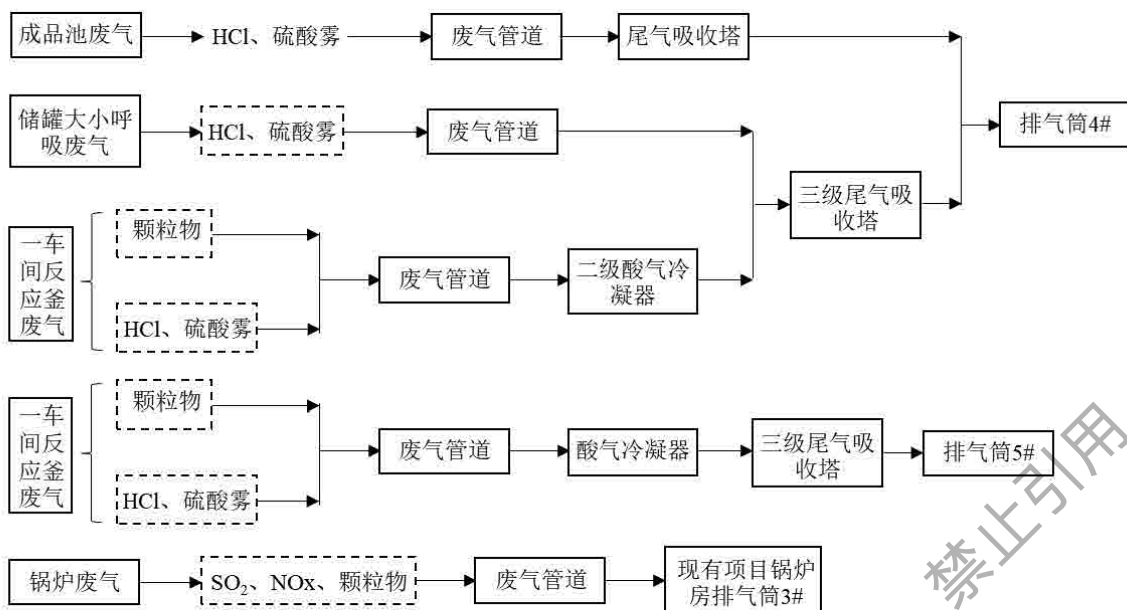 成品池废气
HCl、硫酸雾
废气管道
尾气吸收塔
储罐大小呼
吸废气
HCl、硫酸雾
废气管道
排气筒4#
三级尾气吸
收塔
一车
间反
应釜
废气
颗粒物
HCl、硫酸雾
废气管道
二级酸气冷
凝器
一车
间反
应釜
废气
颗粒物
HCl、硫酸雾
废气管道
酸气冷凝器
三级尾气吸
收塔
排气筒5#
锅炉废气
SO₂、NOx、颗粒物
废气管道
现有项目锅炉
房排气筒3#
禁止引用